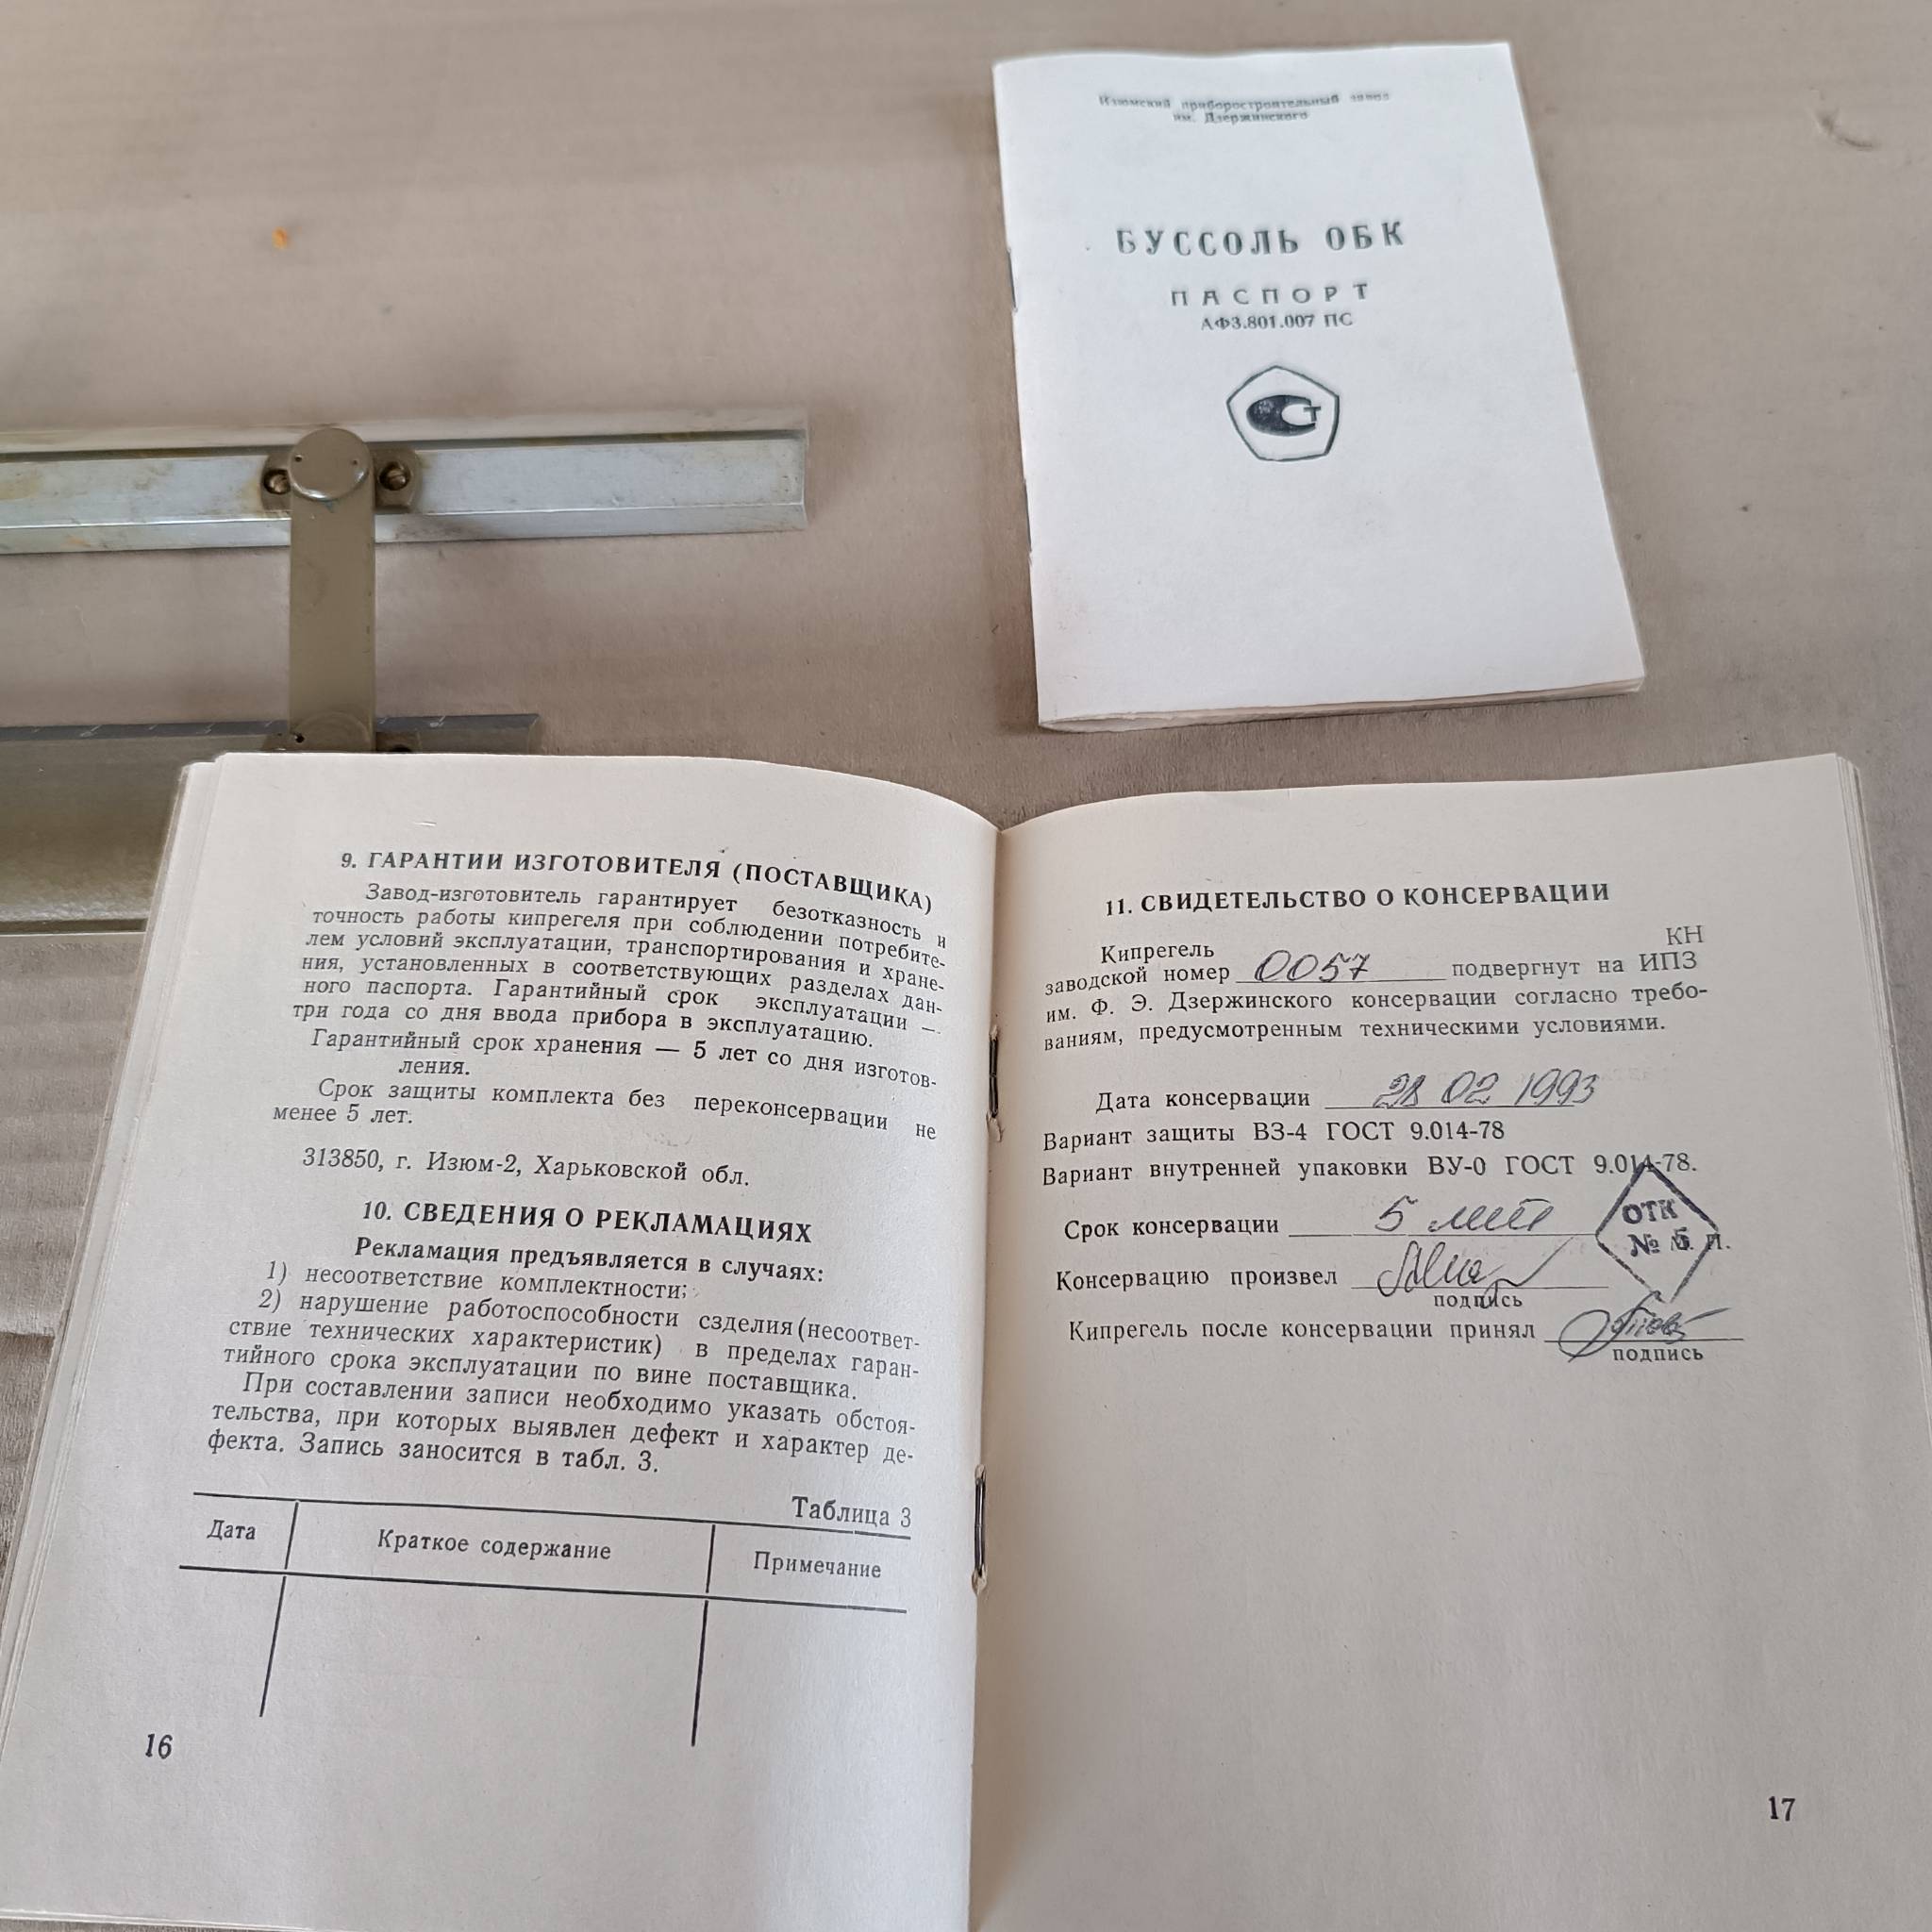 Изюмский приборостроительный завод
им. Дзержинского
БУССОЛЬ ОБК
ПАСПОРТ
АФ3.801.007 ПС
9. ГАРАНТИИ ИЗГОТОВИТЕЛЯ (ПОСТАВЩИКА)
Завод-изготовитель гарантирует безотказность и
точность работы кипрегеля при соблюдении потребите-
лем условий эксплуатации, транспортирования и хране-
ния, установленных в соответствующих разделах дан-
ного паспорта. Гарантийный срок эксплуатации —
три года со дня ввода прибора в эксплуатацию.
Гарантийный срок хранения — 5 лет со дня изготов-
ления.
Срок защиты комплекта без переконсервации не
менее 5 лет.
313850, г. Изюм-2, Харьковской обл.
10. СВЕДЕНИЯ О РЕКЛАМАЦИЯХ
Рекламация предъявляется в случаях:
1) несоответствие комплектности;
2) нарушение работоспособности сзделия (несоответ-
ствие технических характеристик) в пределах гаран-
тийного срока эксплуатации по вине поставщика.
При составлении записи необходимо указать обстоя-
тельства, при которых выявлен дефект и характер де-
фекта. Запись заносится в табл. 3.
Таблица 3
Дата Краткое содержание Примечание
16
11. СВИДЕТЕЛЬСТВО О КОНСЕРВАЦИИ
Кипрегель КН
заводской номер 0057 подвергнут на ИПЗ
им. Ф. Э. Дзержинского консервации согласно требо-
ваниям, предусмотренным техническими условиями.
Дата консервации 28 02 1993
Вариант защиты ВЗ-4 ГОСТ 9.014-78
Вариант внутренней упаковки ВУ-0 ГОСТ 9.014-78.
Срок консервации 5 лет
ОТК
№ 5 М. П.
Консервацию произвел
подпись
Кипрегель после консервации принял
подпись
17